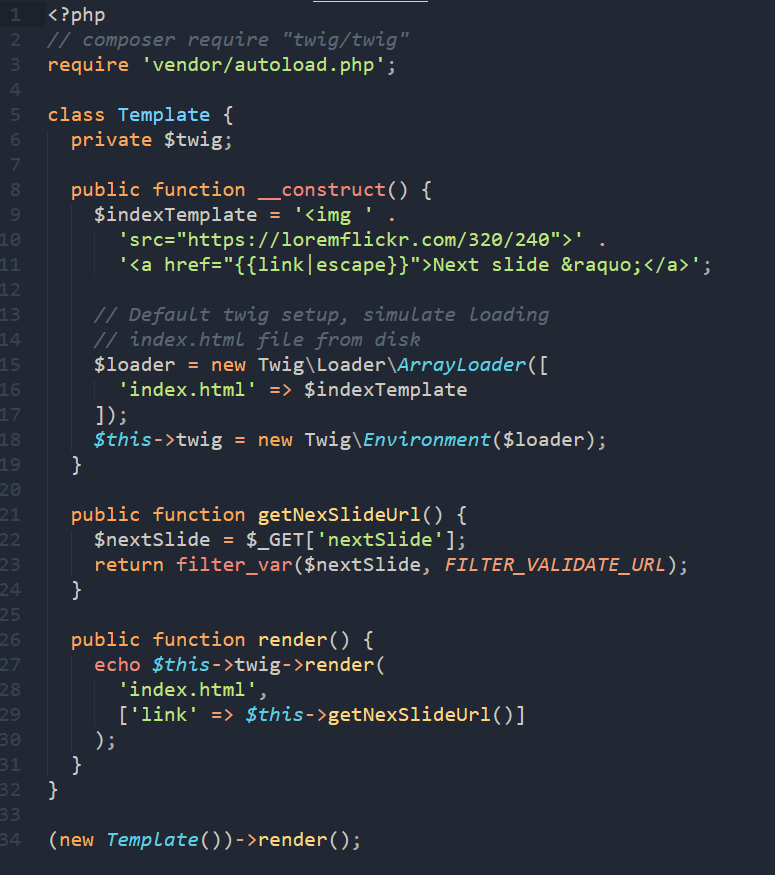 1 <?php
2 // composer require "twig/twig"
3 require 'vendor/autoload.php';
4
5 class Template {
6   private $twig;
7
8   public function __construct() {
9     $indexTemplate = '<img ' .
10       'src="https://loremflickr.com/320/240">' .
11       '<a href="{{link|escape}}">Next slide &raquo;</a>';
12
13     // Default twig setup, simulate loading
14     // index.html file from disk
15     $loader = new Twig\Loader\ArrayLoader([
16       'index.html' => $indexTemplate
17     ]);
18     $this->twig = new Twig\Environment($loader);
19   }
20
21   public function getNexSlideUrl() {
22     $nextSlide = $_GET['nextSlide'];
23     return filter_var($nextSlide, FILTER_VALIDATE_URL);
24   }
25
26   public function render() {
27     echo $this->twig->render(
28       'index.html',
29       ['link' => $this->getNexSlideUrl()]
30     );
31   }
32 }
33
34 (new Template())->render();